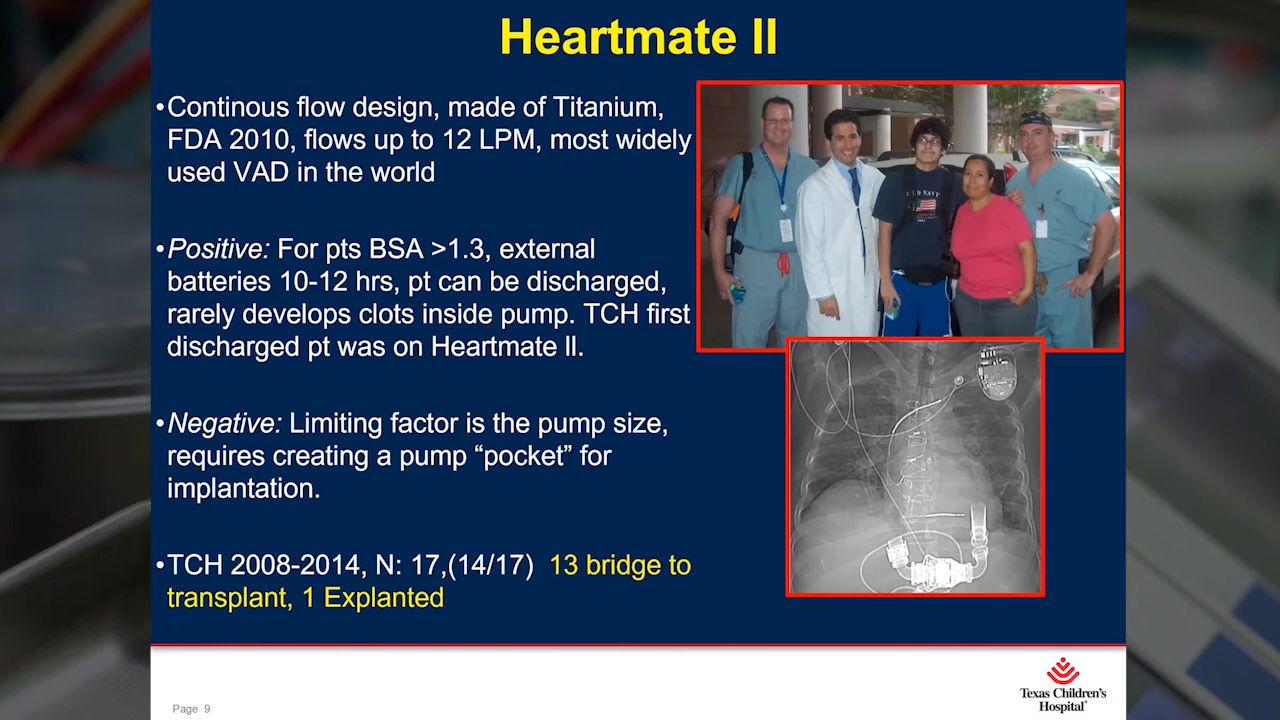 Heartmate II
•Continous flow design, made of Titanium,
FDA 2010, flows up to 12 LPM, most widely
used VAD in the world
•Positive: For pts BSA >1.3, external
batteries 10-12 hrs, pt can be discharged,
rarely develops clots inside pump. TCH first
discharged pt was on Heartmate II.
•Negative: Limiting factor is the pump size,
requires creating a pump “pocket” for
implantation.
•TCH 2008-2014, N: 17,(14/17) 13 bridge to
transplant, 1 Explanted
OLD NAVY
Page 9
Texas Children's
Hospital®